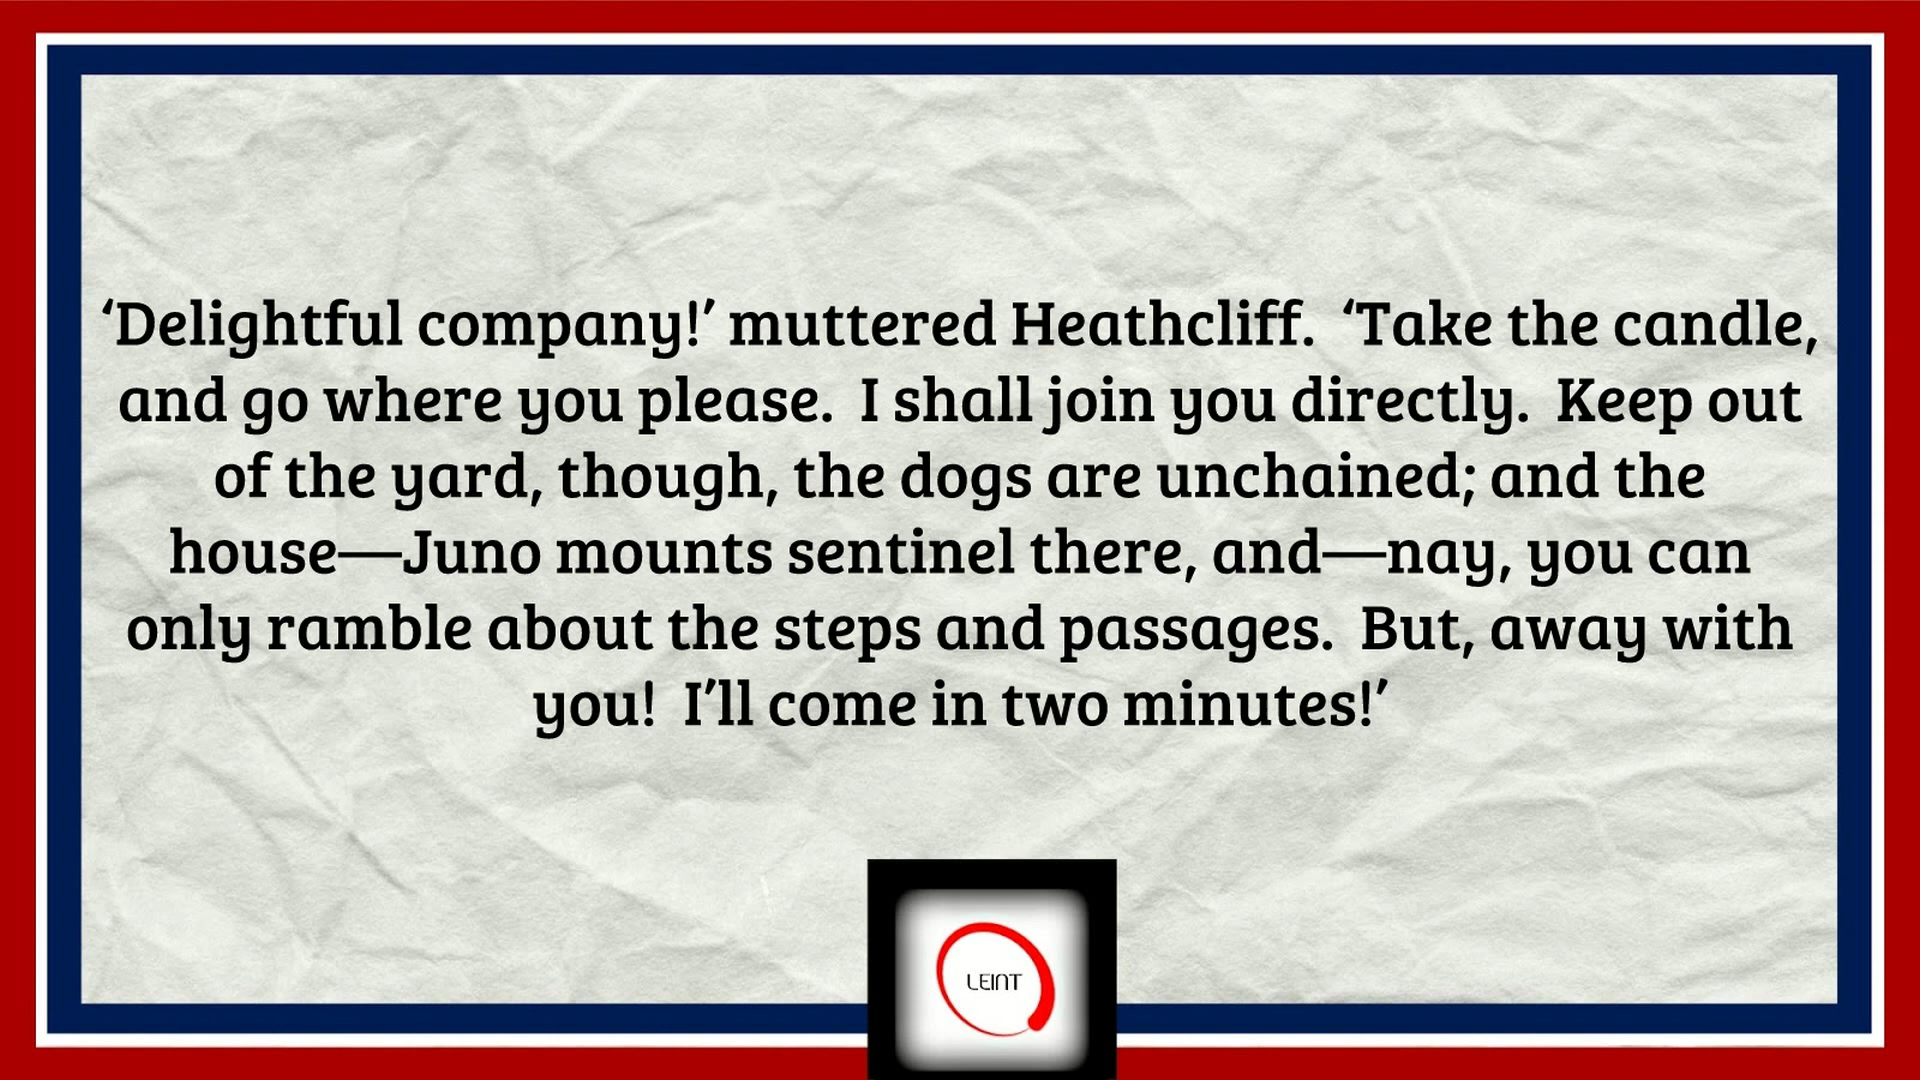 ‘Delightful company!’ muttered Heathcliff.  ‘Take the candle,
and go where you please.  I shall join you directly.  Keep out
of the yard, though, the dogs are unchained; and the
house—Juno mounts sentinel there, and—nay, you can
only ramble about the steps and passages.  But, away with
you!  I’ll come in two minutes!’
LEINT